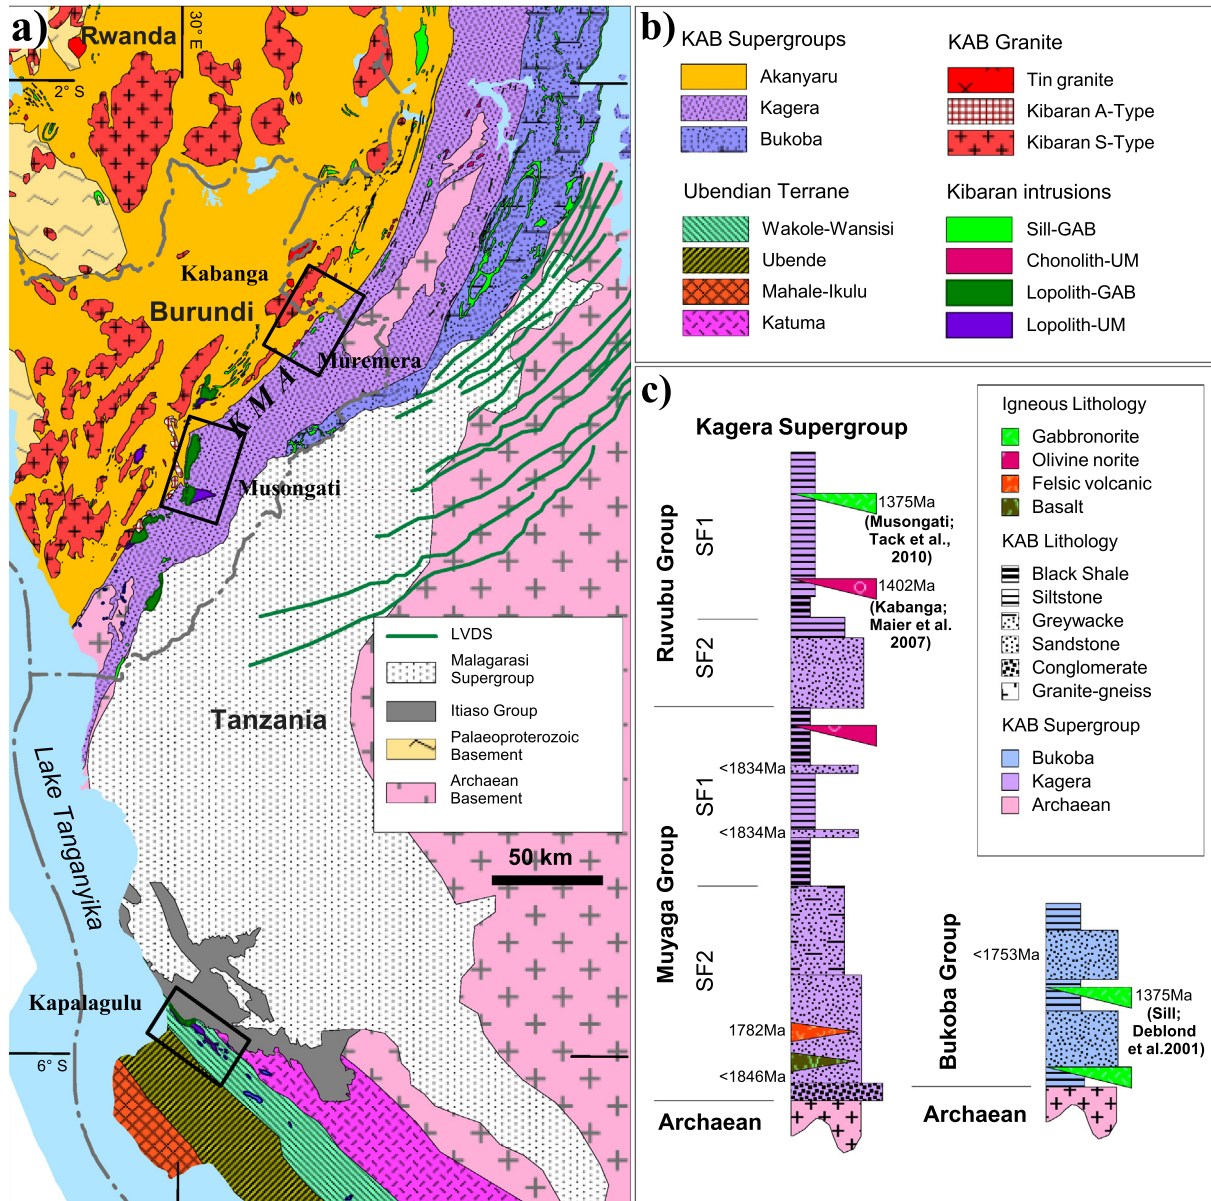 a)
Rwanda
30° E
2° S
Kabanga
Burundi
Muremera
KMA
Musongati
LVDS
Malagarasi
Supergroup
Itiaso Group
Palaeoproterozoic
Basement
Archaean
Basement
Tanzania
50 km
Lake Tanganyika
Kapalagulu
6° S
b)
KAB Supergroups
Akanyaru
Kagera
Bukoba
KAB Granite
Tin granite
Kibaran A-Type
Kibaran S-Type
Ubendian Terrane
Wakole-Wansisi
Ubende
Mahale-Ikulu
Katuma
Kibaran intrusions
Sill-GAB
Chonolith-UM
Lopolith-GAB
Lopolith-UM
c)
Kagera Supergroup
Ruvubu Group
SF1
SF2
1375Ma
(Musongati;
Tack et al.,
2010)
1402Ma
(Kabanga;
Maier et al.
2007)
Muyaga Group
SF1
SF2
<1834Ma
<1834Ma
1782Ma
<1846Ma
Archaean
Igneous Lithology
Gabbronorite
Olivine norite
Felsic volcanic
Basalt
KAB Lithology
Black Shale
Siltstone
Greywacke
Sandstone
Conglomerate
Granite-gneiss
KAB Supergroup
Bukoba
Kagera
Archaean
Bukoba Group
<1753Ma
1375Ma
(Sill;
Deblond
et al.2001)
Archaean